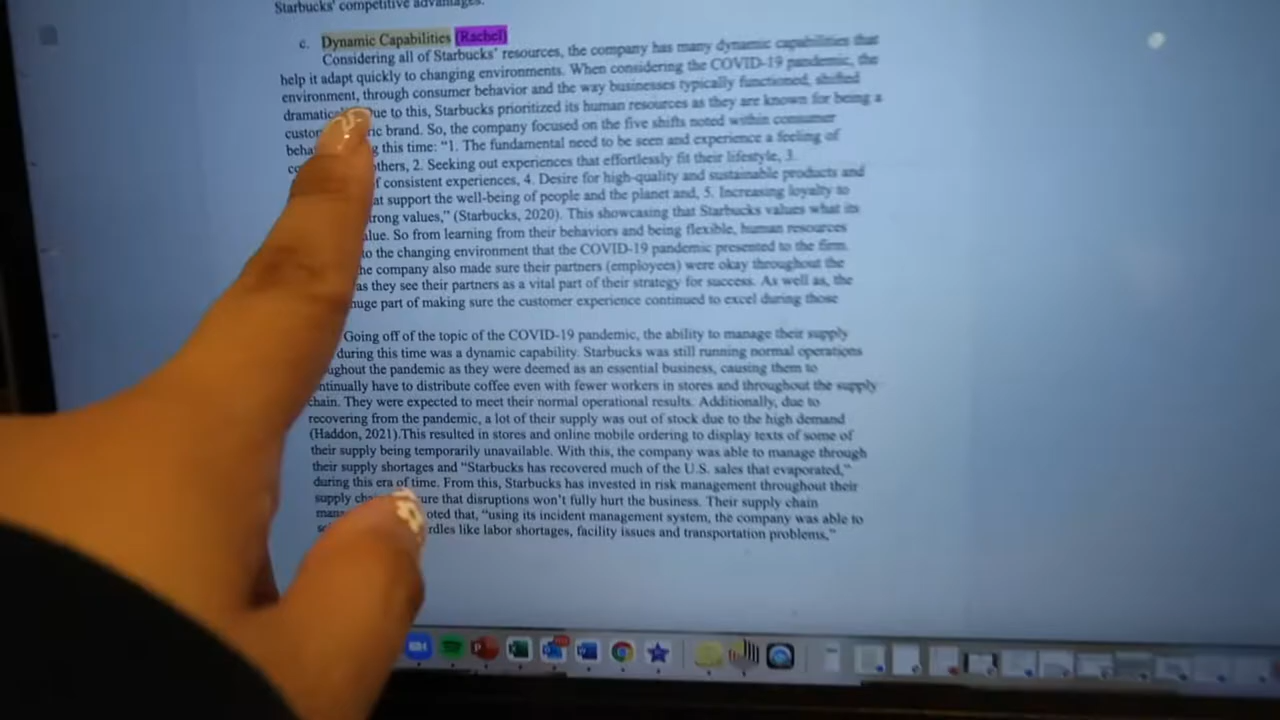 Starbucks' competitive advantages.
c. Dynamic Capabilities (Rachel)
Considering all of Starbucks' resources, the company has many dynamic capabilities that
help it adapt quickly to changing environments. When considering the COVID-19 pandemic, the
environment, through consumer behavior and the way businesses typically functioned, shifted
Due to this, Starbucks prioritized its human resources as they are known for being a
brand. So, the company focused on the five shifts noted within consumer
this time: “1. The fundamental need to be seen and experience a feeling of
2. Seeking out experiences that effortlessly fit their lifestyle, 3.
consistent experiences, 4. Desire for high-quality and sustainable products and
support the well-being of people and the planet and, 5. Increasing loyalty to
values,” (Starbucks, 2020). This showcasing that Starbucks values what its
So from learning from their behaviors and being flexible, human resources
to the changing environment that the COVID-19 pandemic presented to the firm.
the company also made sure their partners (employees) were okay throughout the
as they see their partners as a vital part of their strategy for success. As well as, the
huge part of making sure the customer experience continued to excel during those
Going off of the topic of the COVID-19 pandemic, the ability to manage their supply
during this time was a dynamic capability. Starbucks was still running normal operations
the pandemic as they were deemed as an essential business, causing them to
have to distribute coffee even with fewer workers in stores and throughout the supply
chain. They were expected to meet their normal operational results. Additionally, due to
recovering from the pandemic, a lot of their supply was out of stock due to the high demand
(Haddon, 2021).This resulted in stores and online mobile ordering to display texts of some of
their supply being temporarily unavailable. With this, the company was able to manage through
their supply shortages and “Starbucks has recovered much of the U.S. sales that evaporated,”
during this era of time. From this, Starbucks has invested in risk management throughout their
supply that disruptions won’t fully hurt the business. Their supply chain
that, “using its incident management system, the company was able to
like labor shortages, facility issues and transportation problems,”